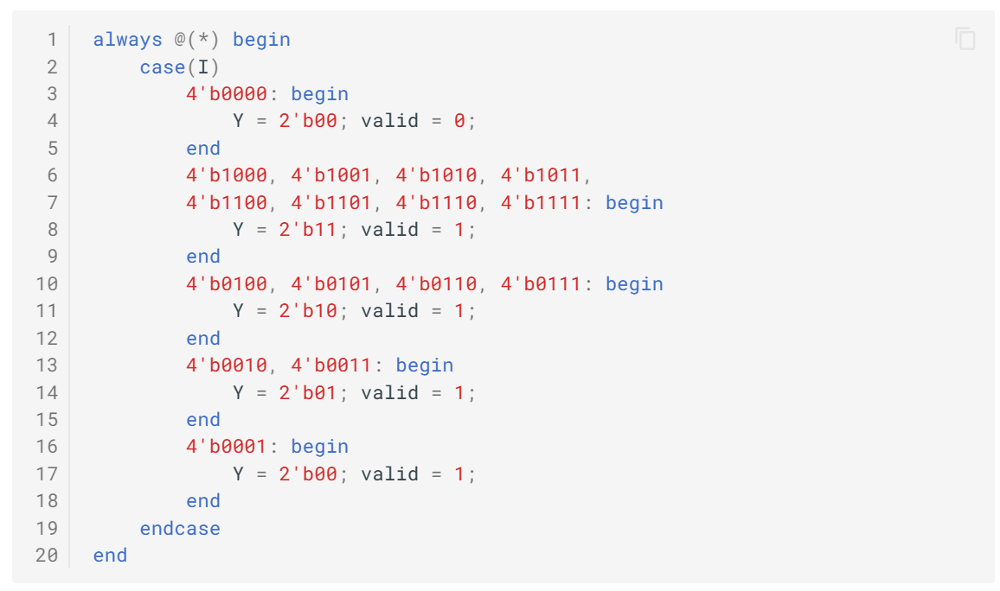 1 always @(*) begin
2     case(I)
3         4'b0000: begin
4             Y = 2'b00; valid = 0;
5         end
6         4'b1000, 4'b1001, 4'b1010, 4'b1011,
7         4'b1100, 4'b1101, 4'b1110, 4'b1111: begin
8             Y = 2'b11; valid = 1;
9         end
10         4'b0100, 4'b0101, 4'b0110, 4'b0111: begin
11             Y = 2'b10; valid = 1;
12         end
13         4'b0010, 4'b0011: begin
14             Y = 2'b01; valid = 1;
15         end
16         4'b0001: begin
17             Y = 2'b00; valid = 1;
18         end
19     endcase
20 end